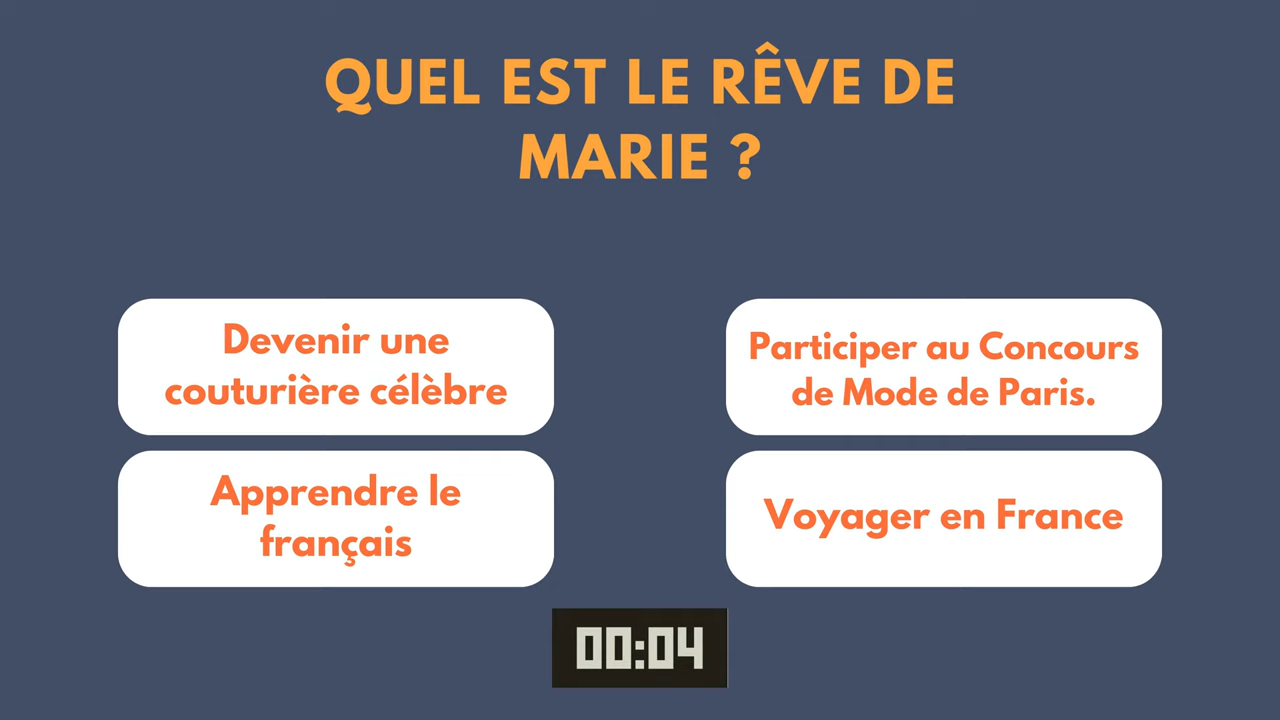 QUEL EST LE RÊVE DE
MARIE ?
Devenir une
couturière célèbre
Participer au Concours
de Mode de Paris.
Apprendre le
français
Voyager en France
00:04